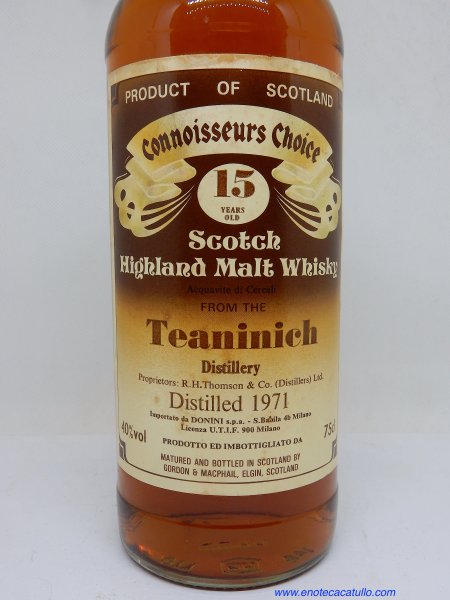 PRODUCT OF SCOTLAND
Connoisseurs Choice
15
YEARS
OLD
Scotch
Highland Malt Whisky
Acquavite di Cereali
FROM THE
Teaninich
Distillery
Proprietors: R.H.Thomson & Co. (Distillers) Ltd.
Distilled 1971
Importato da DONINI s.p.a. - S.Babila 4b Milano
Licenza U.T.I.F. 900 Milano
40%vol
75cl
PRODOTTO ED IMBOTTIGLIATO DA
MATURED AND BOTTLED IN SCOTLAND BY
GORDON & MACPHAIL, ELGIN, SCOTLAND
www.enotecacatullo.com